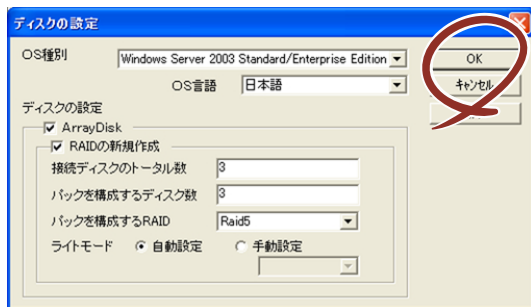 ディスクの設定
OS種別
Windows Server 2003 Standard/Enterprise Edition
OK
OS言語
日本語
キャンセル
ディスクの設定
ArrayDisk
RAIDの新規作成
接続ディスクのトータル数
3
パックを構成するディスク数
3
パックを構成するRAID
Raid5
ライトモード
自動設定
手動設定